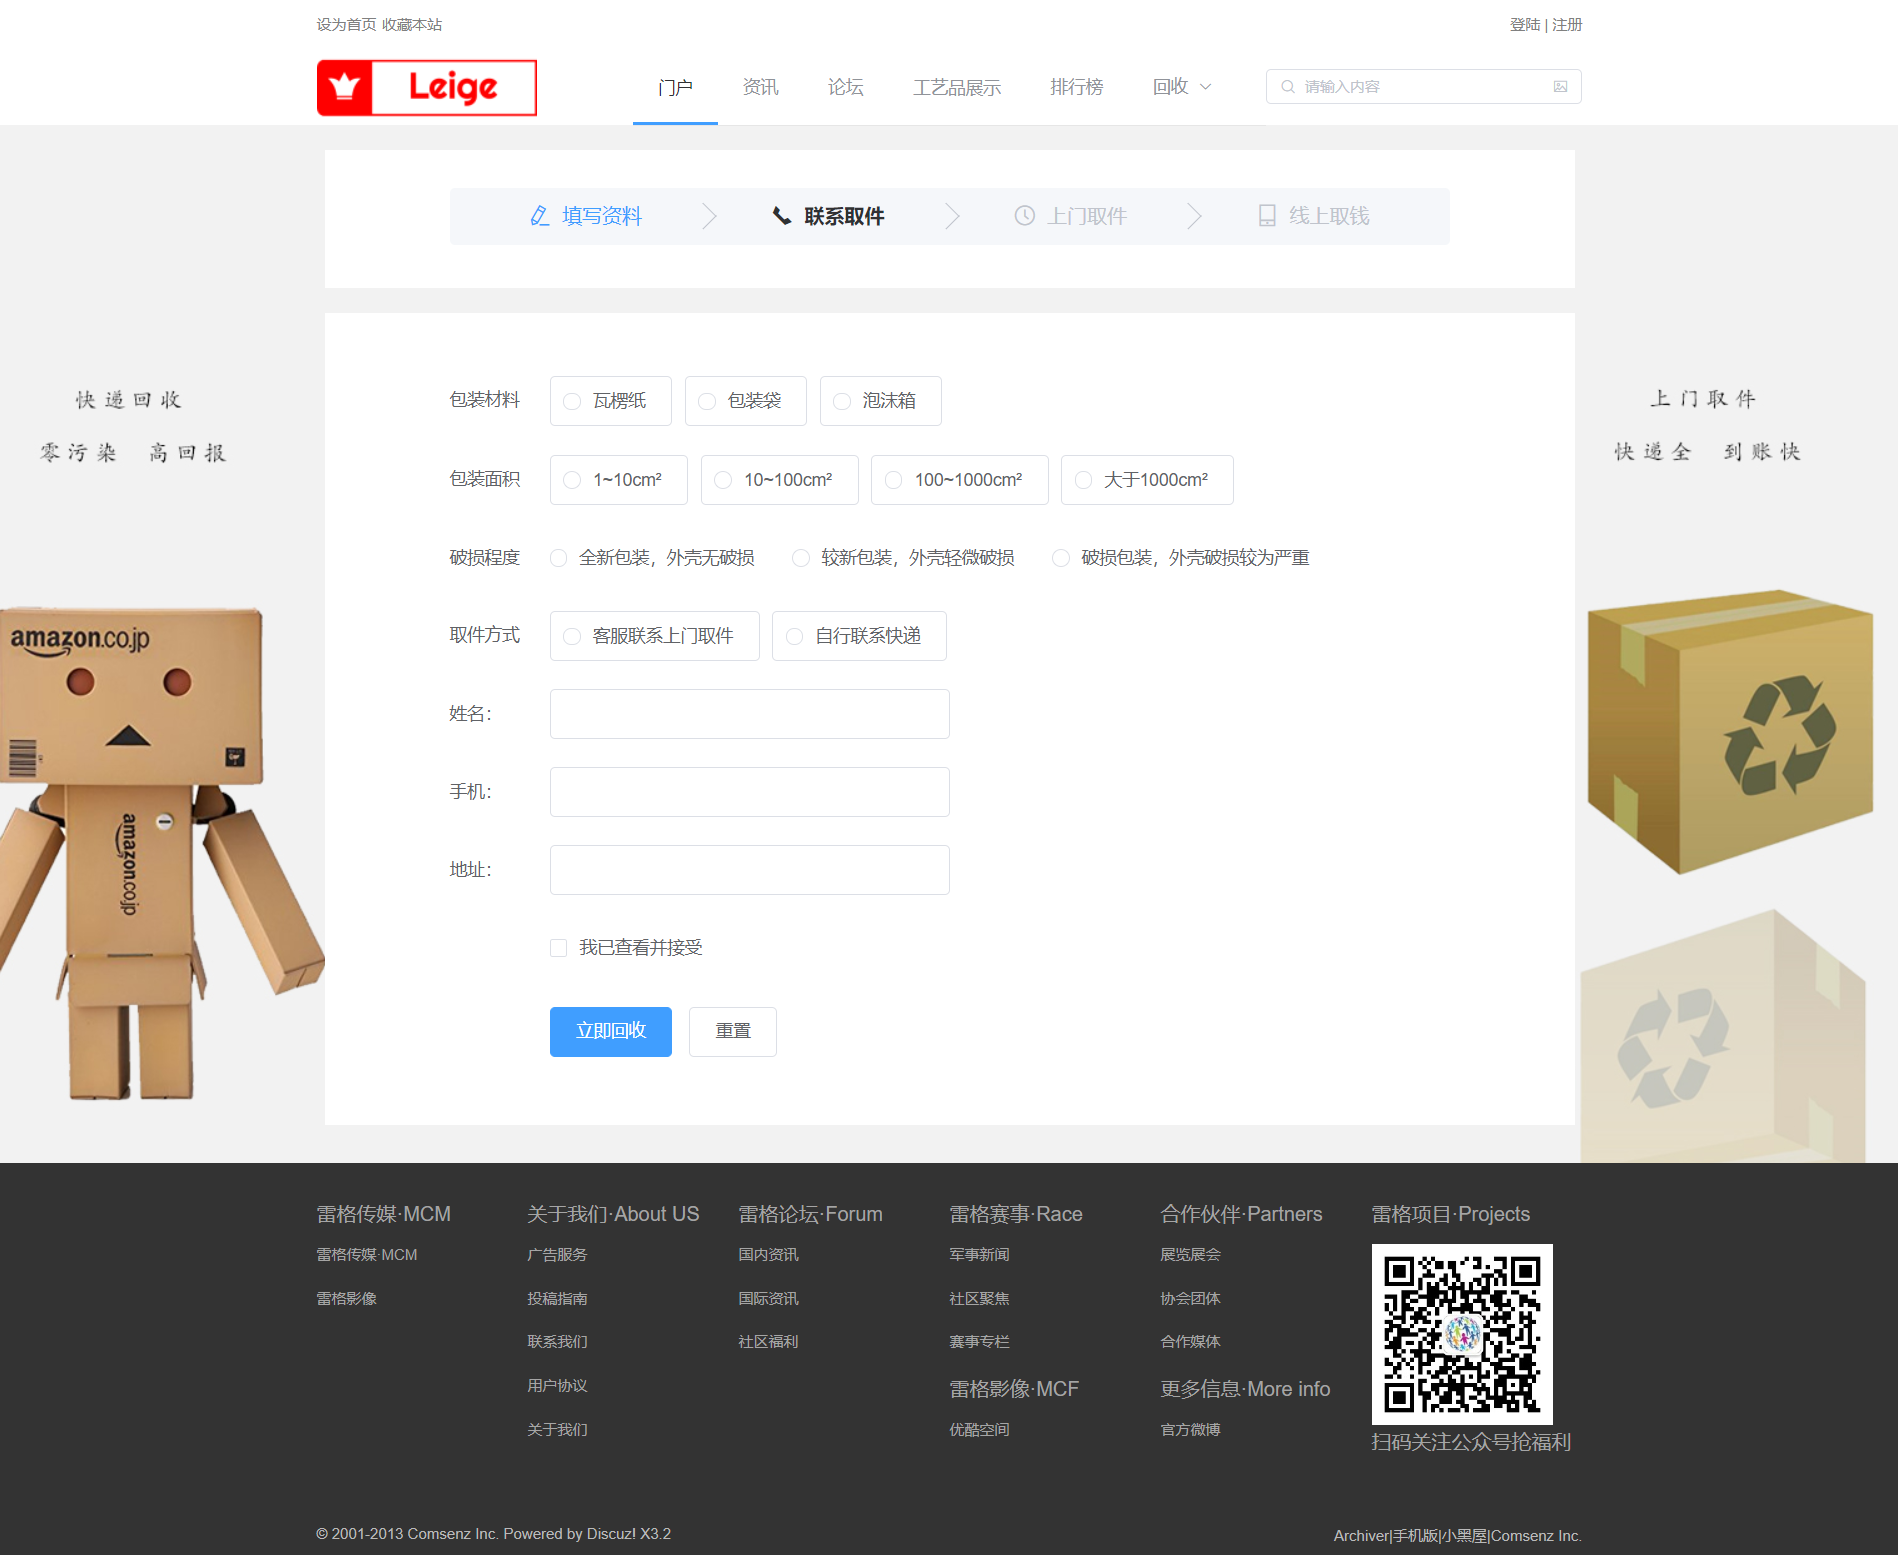 设为首页 收藏本站
登陆 | 注册
Leige
门户
资讯
论坛
工艺品展示
排行榜
回收
请输入内容
填写资料
联系取件
上门取件
线上取钱
快递回收
零污染 高回报
上门取件
快递全 到账快
包装材料
瓦楞纸
包装袋
泡沫箱
包装面积
1~10cm²
10~100cm²
100~1000cm²
大于1000cm²
破损程度
全新包装，外壳无破损
较新包装，外壳轻微破损
破损包装，外壳破损较为严重
取件方式
客服联系上门取件
自行联系快递
姓名：
手机：
地址：
我已查看并接受
立即回收
重置
amazon.co.jp
amazon.co.jp
雷格传媒·MCM
雷格传媒·MCM
雷格影像
关于我们·About US
广告服务
投稿指南
联系我们
用户协议
关于我们
雷格论坛·Forum
国内资讯
国际资讯
社区福利
雷格赛事·Race
军事新闻
社区聚焦
赛事专栏
雷格影像·MCF
优酷空间
合作伙伴·Partners
展览展会
协会团体
合作媒体
更多信息·More info
官方微博
雷格项目·Projects
扫码关注公众号抢福利
© 2001-2013 Comsenz Inc. Powered by Discuz! X3.2
Archiver|手机版|小黑屋|Comsenz Inc.